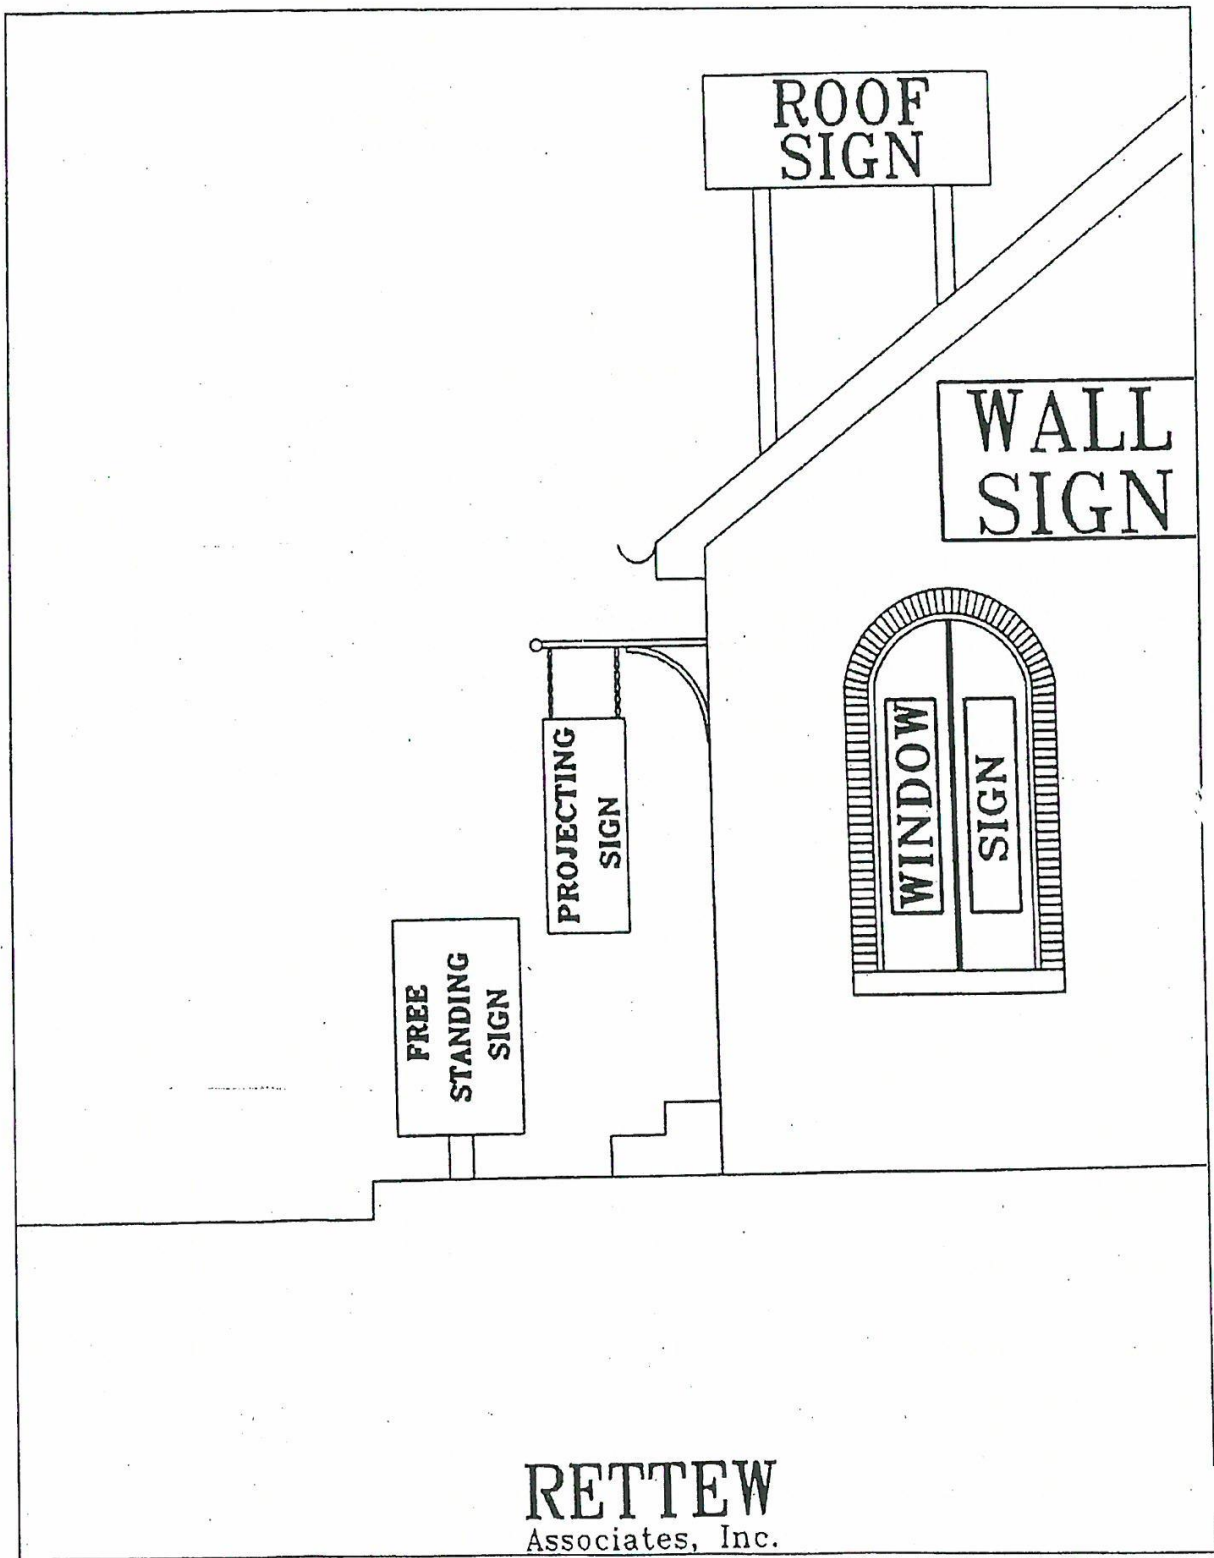 ROOF
SIGN
WALL
SIGN
PROJECTING
SIGN
WINDOW
SIGN
FREE
STANDING
SIGN
RETTEW
Associates, Inc.